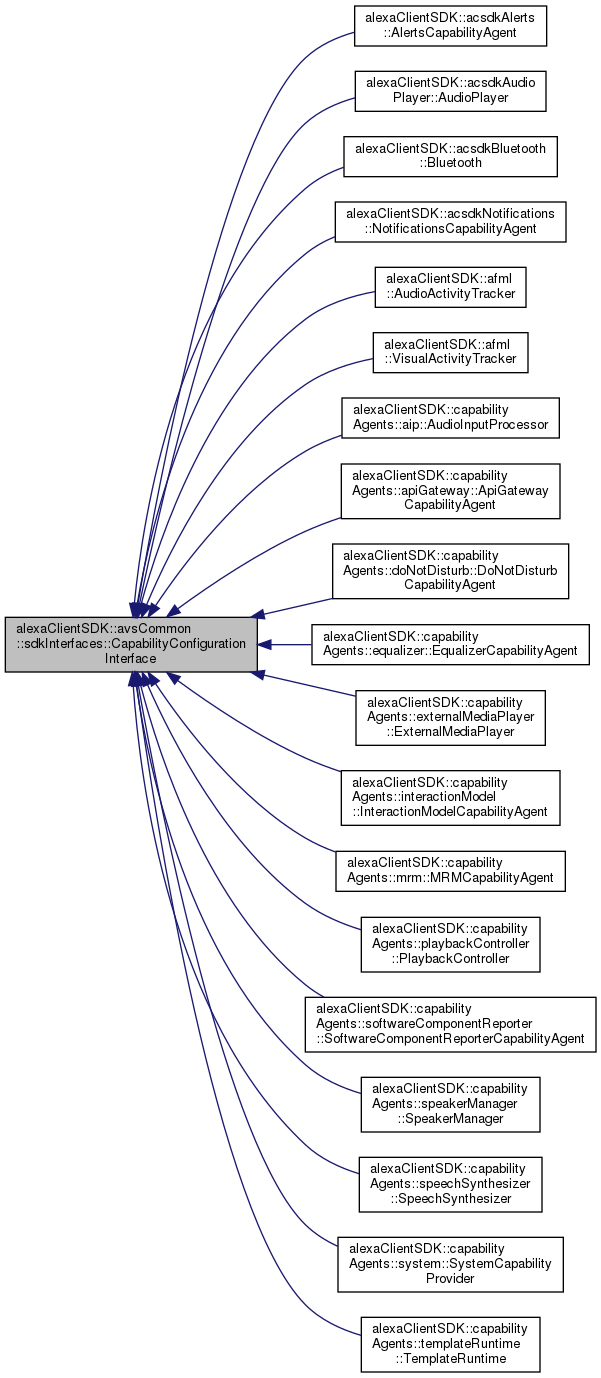 alexaClientSDK::acsdkAlerts
::AlertsCapabilityAgent
alexaClientSDK::acsdkAudio
Player::AudioPlayer
alexaClientSDK::acsdkBluetooth
::Bluetooth
alexaClientSDK::acsdkNotifications
::NotificationsCapabilityAgent
alexaClientSDK::afml
::AudioActivityTracker
alexaClientSDK::afml
::VisualActivityTracker
alexaClientSDK::capability
Agents::aip::AudioInputProcessor
alexaClientSDK::capability
Agents::apiGateway::ApiGateway
CapabilityAgent
alexaClientSDK::capability
Agents::doNotDisturb::DoNotDisturb
CapabilityAgent
alexaClientSDK::avsCommon
::sdkInterfaces::CapabilityConfiguration
Interface
alexaClientSDK::capability
Agents::equalizer::EqualizerCapabilityAgent
alexaClientSDK::capability
Agents::externalMediaPlayer
::ExternalMediaPlayer
alexaClientSDK::capability
Agents::interactionModel
::InteractionModelCapabilityAgent
alexaClientSDK::capability
Agents::mrm::MRMCapabilityAgent
alexaClientSDK::capability
Agents::playbackController
::PlaybackController
alexaClientSDK::capability
Agents::softwareComponentReporter
::SoftwareComponentReporterCapabilityAgent
alexaClientSDK::capability
Agents::speakerManager
::SpeakerManager
alexaClientSDK::capability
Agents::speechSynthesizer
::SpeechSynthesizer
alexaClientSDK::capability
Agents::system::SystemCapability
Provider
alexaClientSDK::capability
Agents::templateRuntime
::TemplateRuntime